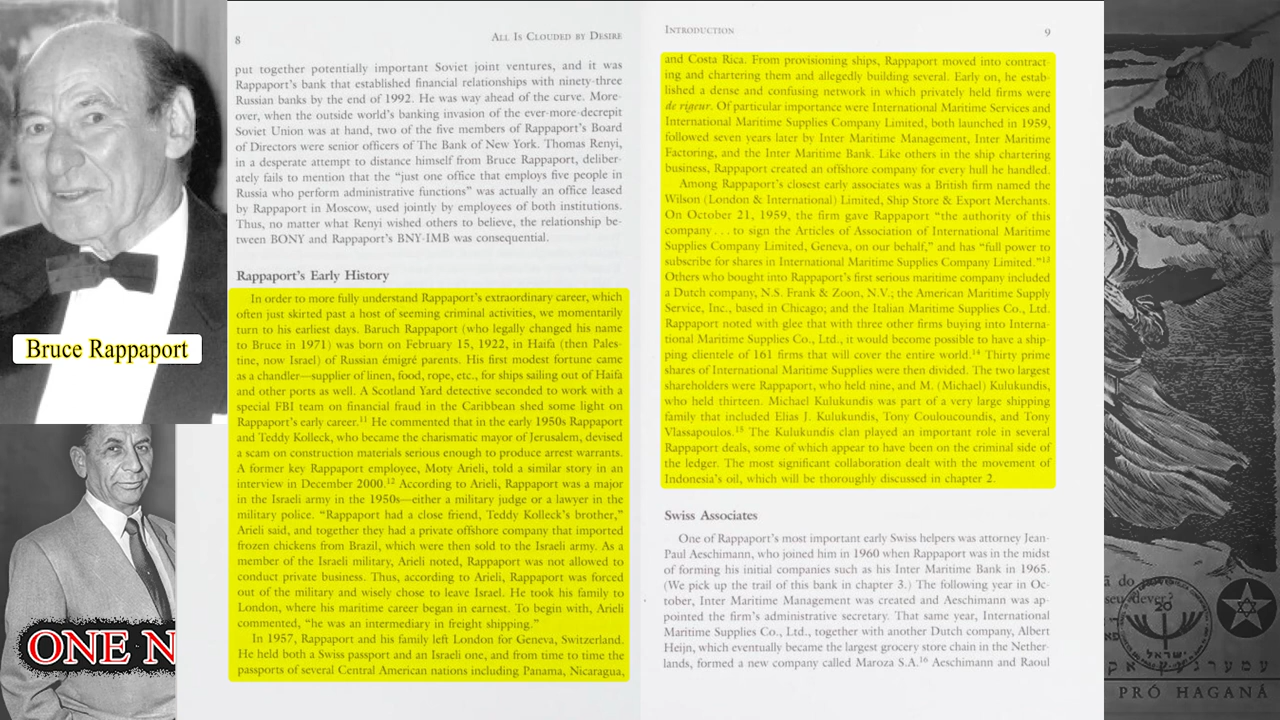 8
ALL IS CLOUDED BY DESIRE
put together potentially important Soviet joint ventures, and it was
Rappaport's bank that established financial relationships with ninety-three
Russian banks by the end of 1992. He was way ahead of the curve. More-
over, when the outside world's banking invasion of the ever-more-decrepit
Soviet Union was at hand, two of the five members of Rappaport's Board
of Directors were senior officers of The Bank of New York. Thomas Renyi,
in a desperate attempt to distance himself from Bruce Rappaport, deliber-
ately fails to mention that the “just one office that employs five people in
Russia who perform administrative functions” was actually an office leased
by Rappaport in Moscow, used jointly by employees of both institutions.
Thus, no matter what Renyi wished others to believe, the relationship be-
tween BONY and Rappaport's BNY-IMB was consequential.
Rappaport's Early History
In order to more fully understand Rappaport's extraordinary career, which
often just skirted past a host of seeming criminal activities, we momentarily
turn to his earliest days. Baruch Rappaport (who legally changed his name
to Bruce in 1971) was born on February 15, 1922, in Haifa (then Pales-
tine, now Israel) of Russian émigré parents. His first modest fortune came
as a chandler—supplier of linen, food, rope, etc., for ships sailing out of Haifa
and other ports as well. A Scotland Yard detective seconded to work with a
special FBI team on financial fraud in the Caribbean shed some light on
Rappaport's early career.11 He commented that in the early 1950s Rappaport
and Teddy Kolleck, who became the charismatic mayor of Jerusalem, devised
a scam on construction materials serious enough to produce arrest warrants.
A former key Rappaport employee, Moty Arieli, told a similar story in an
interview in December 2000.12 According to Arieli, Rappaport was a major
in the Israeli army in the 1950s—either a military judge or a lawyer in the
military police. “Rappaport had a close friend, Teddy Kolleck's brother,”
Arieli said, and together they had a private offshore company that imported
frozen chickens from Brazil, which were then sold to the Israeli army. As a
member of the Israeli military, Arieli noted, Rappaport was not allowed to
conduct private business. Thus, according to Arieli, Rappaport was forced
out of the military and wisely chose to leave Israel. He took his family to
London, where his maritime career began in earnest. To begin with, Arieli
commented, “he was an intermediary in freight shipping.”
In 1957, Rappaport and his family left London for Geneva, Switzerland.
He held both a Swiss passport and an Israeli one, and from time to time the
passports of several Central American nations including Panama, Nicaragua,
INTRODUCTION
9
and Costa Rica. From provisioning ships, Rappaport moved into contract-
ing and chartering them and allegedly building several. Early on, he estab-
lished a dense and confusing network in which privately held firms were
de rigeur. Of particular importance were International Maritime Services and
International Maritime Supplies Company Limited, both launched in 1959,
followed seven years later by Inter Maritime Management, Inter Maritime
Factoring, and the Inter Maritime Bank. Like others in the ship chartering
business, Rappaport created an offshore company for every hull he handled.
Among Rappaport's closest early associates was a British firm named the
Wilson (London & International) Limited, Ship Store & Export Merchants.
On October 21, 1959, the firm gave Rappaport “the authority of this
company . . . to sign the Articles of Association of International Maritime
Supplies Company Limited, Geneva, on our behalf,” and has “full power to
subscribe for shares in International Maritime Supplies Company Limited.”13
Others who bought into Rappaport's first serious maritime company included
a Dutch company, N.S. Frank & Zoon, N.V.; the American Maritime Supply
Service, Inc., based in Chicago; and the Italian Maritime Supplies Co., Ltd.
Rappaport noted with glee that with three other firms buying into Interna-
tional Maritime Supplies Co., Ltd., it would become possible to have a ship-
ping clientele of 161 firms that will cover the entire world.14 Thirty prime
shares of International Maritime Supplies were then divided. The two largest
shareholders were Rappaport, who held nine, and M. (Michael) Kulukundis,
who held thirteen. Michael Kulukundis was part of a very large shipping
family that included Elias J. Kulukundis, Tony Couloucoundis, and Tony
Vlassapoulos.15 The Kulukundis clan played an important role in several
Rappaport deals, some of which appear to have been on the criminal side of
the ledger. The most significant collaboration dealt with the movement of
Indonesia's oil, which will be thoroughly discussed in chapter 2.
Swiss Associates
One of Rappaport's most important early Swiss helpers was attorney Jean-
Paul Aeschimann, who joined him in 1960 when Rappaport was in the midst
of forming his initial companies such as his Inter Maritime Bank in 1965.
(We pick up the trail of this bank in chapter 3.) The following year in Oc-
tober, Inter Maritime Management was created and Aeschimann was ap-
pointed the firm's administrative secretary. That same year, International
Maritime Supplies Co., Ltd., together with another Dutch company, Albert
Heijn, which eventually became the largest grocery store chain in the Nether-
lands, formed a new company called Maroza S.A.16 Aeschimann and Raoul
Bruce Rappaport
ONE N
ã do povo
seu dever?
20
ישראל
PRÓ HAGANÁ